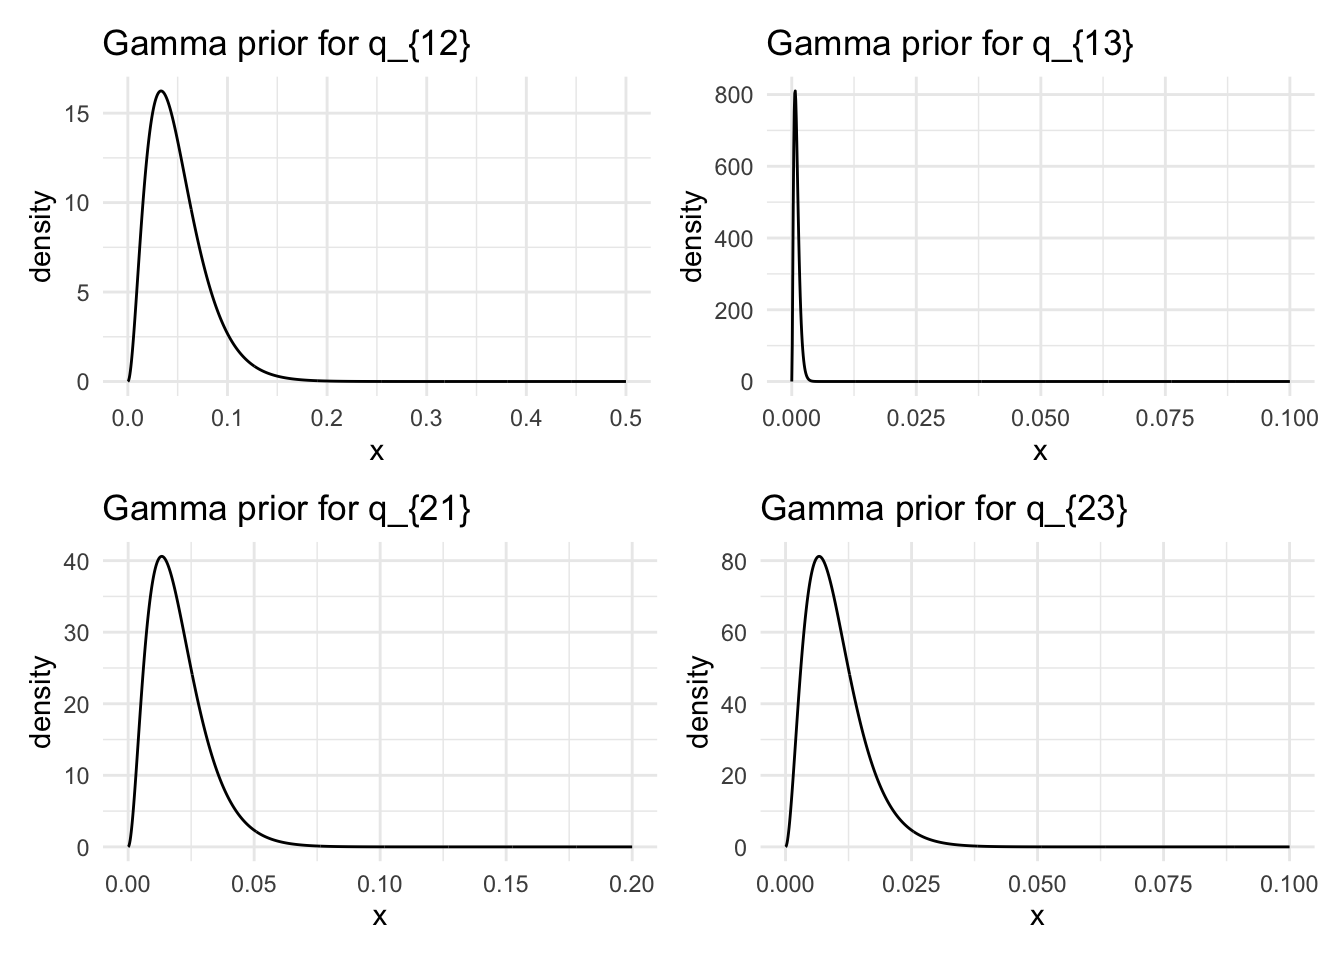 Gamma prior for q_{12}
density
15
10
5
0
0.0 0.1 0.2 0.3 0.4 0.5
x
Gamma prior for q_{13}
density
800
600
400
200
0
0.000 0.025 0.050 0.075 0.100
x
Gamma prior for q_{21}
density
40
30
20
10
0
0.00 0.05 0.10 0.15 0.20
x
Gamma prior for q_{23}
density
80
60
40
20
0
0.000 0.025 0.050 0.075 0.100
x